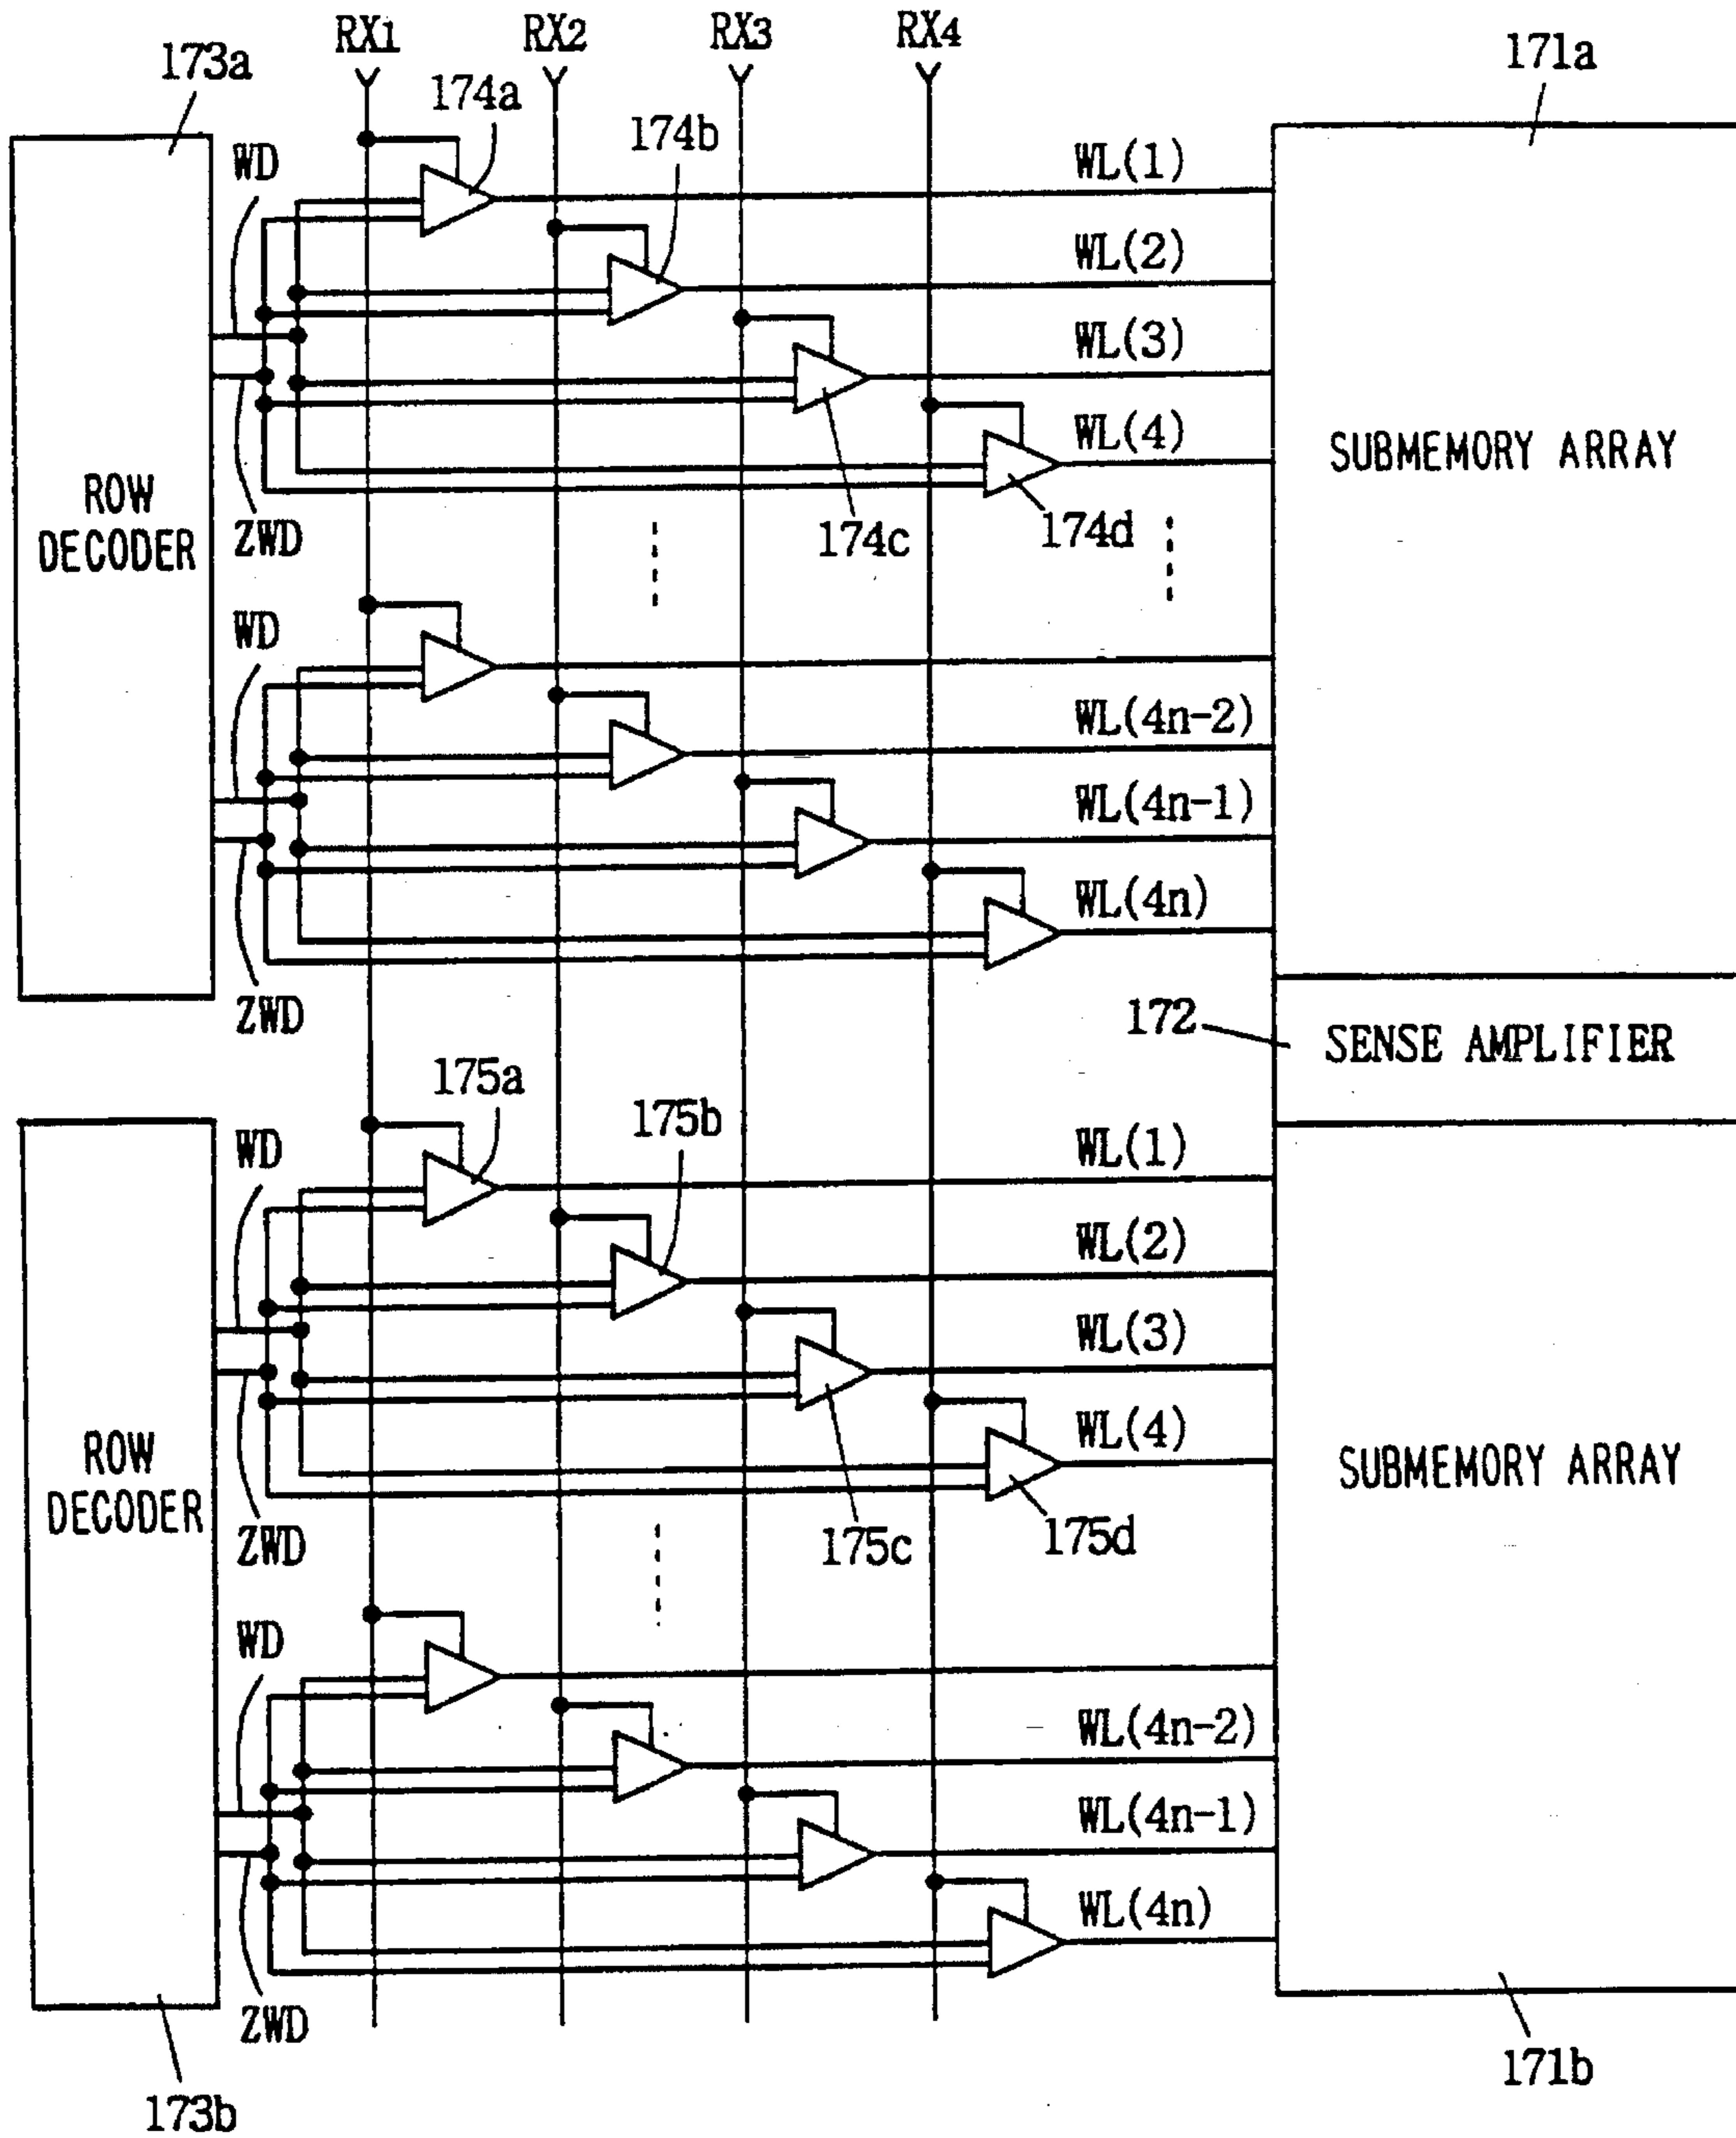 RX1 RX2 RX3 RX4
173a 174a 171a
WD 174b WL(1)
WL(2)
WL(3)
WL(4)
SUBMEMORY ARRAY
ROW
DECODER
ZWD 174c 174d
WD
WL(4n-2)
WL(4n-1)
WL(4n)
ZWD 172 SENSE AMPLIFIER
175a
WD 175b WL(1)
WL(2)
WL(3)
WL(4)
ROW
DECODER
SUBMEMORY ARRAY
ZWD 175c 175d
WD
WL(4n-2)
WL(4n-1)
WL(4n)
ZWD
173b 171b